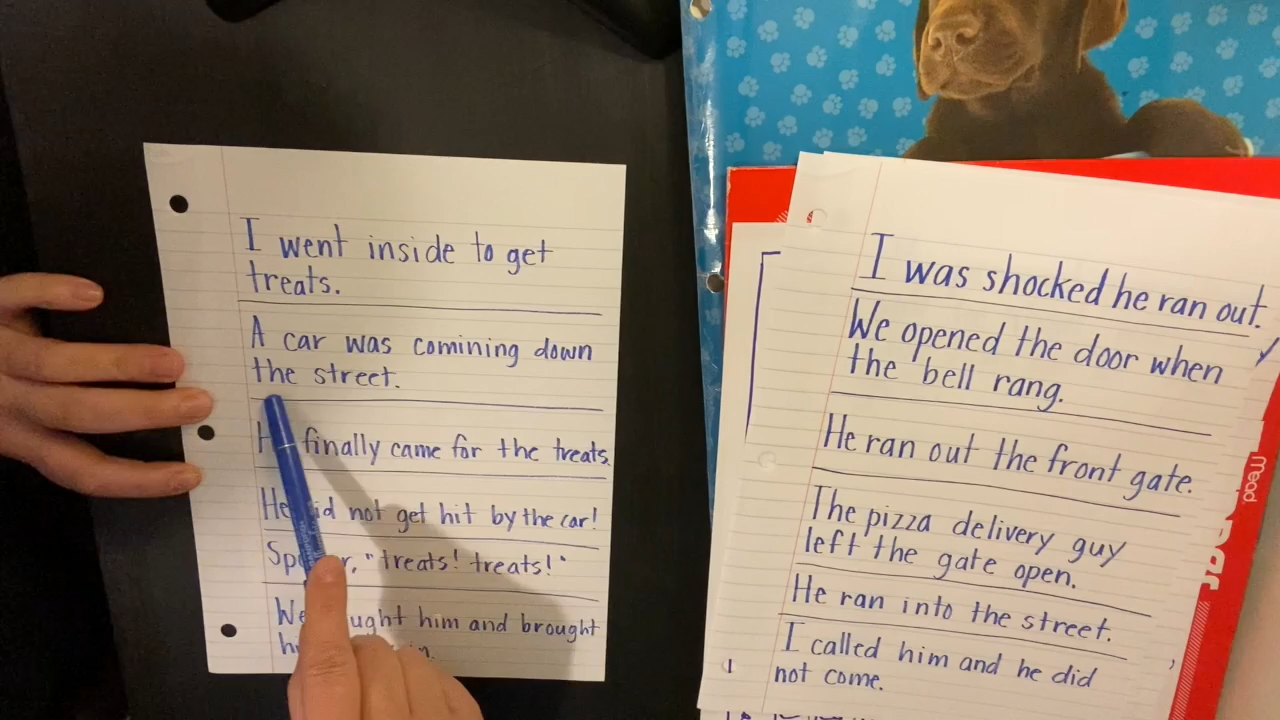 I went inside to get
treats.
A car was comining down
the street.
finally came for the treats.
He did not get hit by the car!
"treats! treats!"
We him and brought
I was shocked he ran out.
We opened the door when
the bell rang.
He ran out the front gate.
The pizza delivery guy
left the gate open.
He ran into the street.
I called him and he did
not come.
Mead